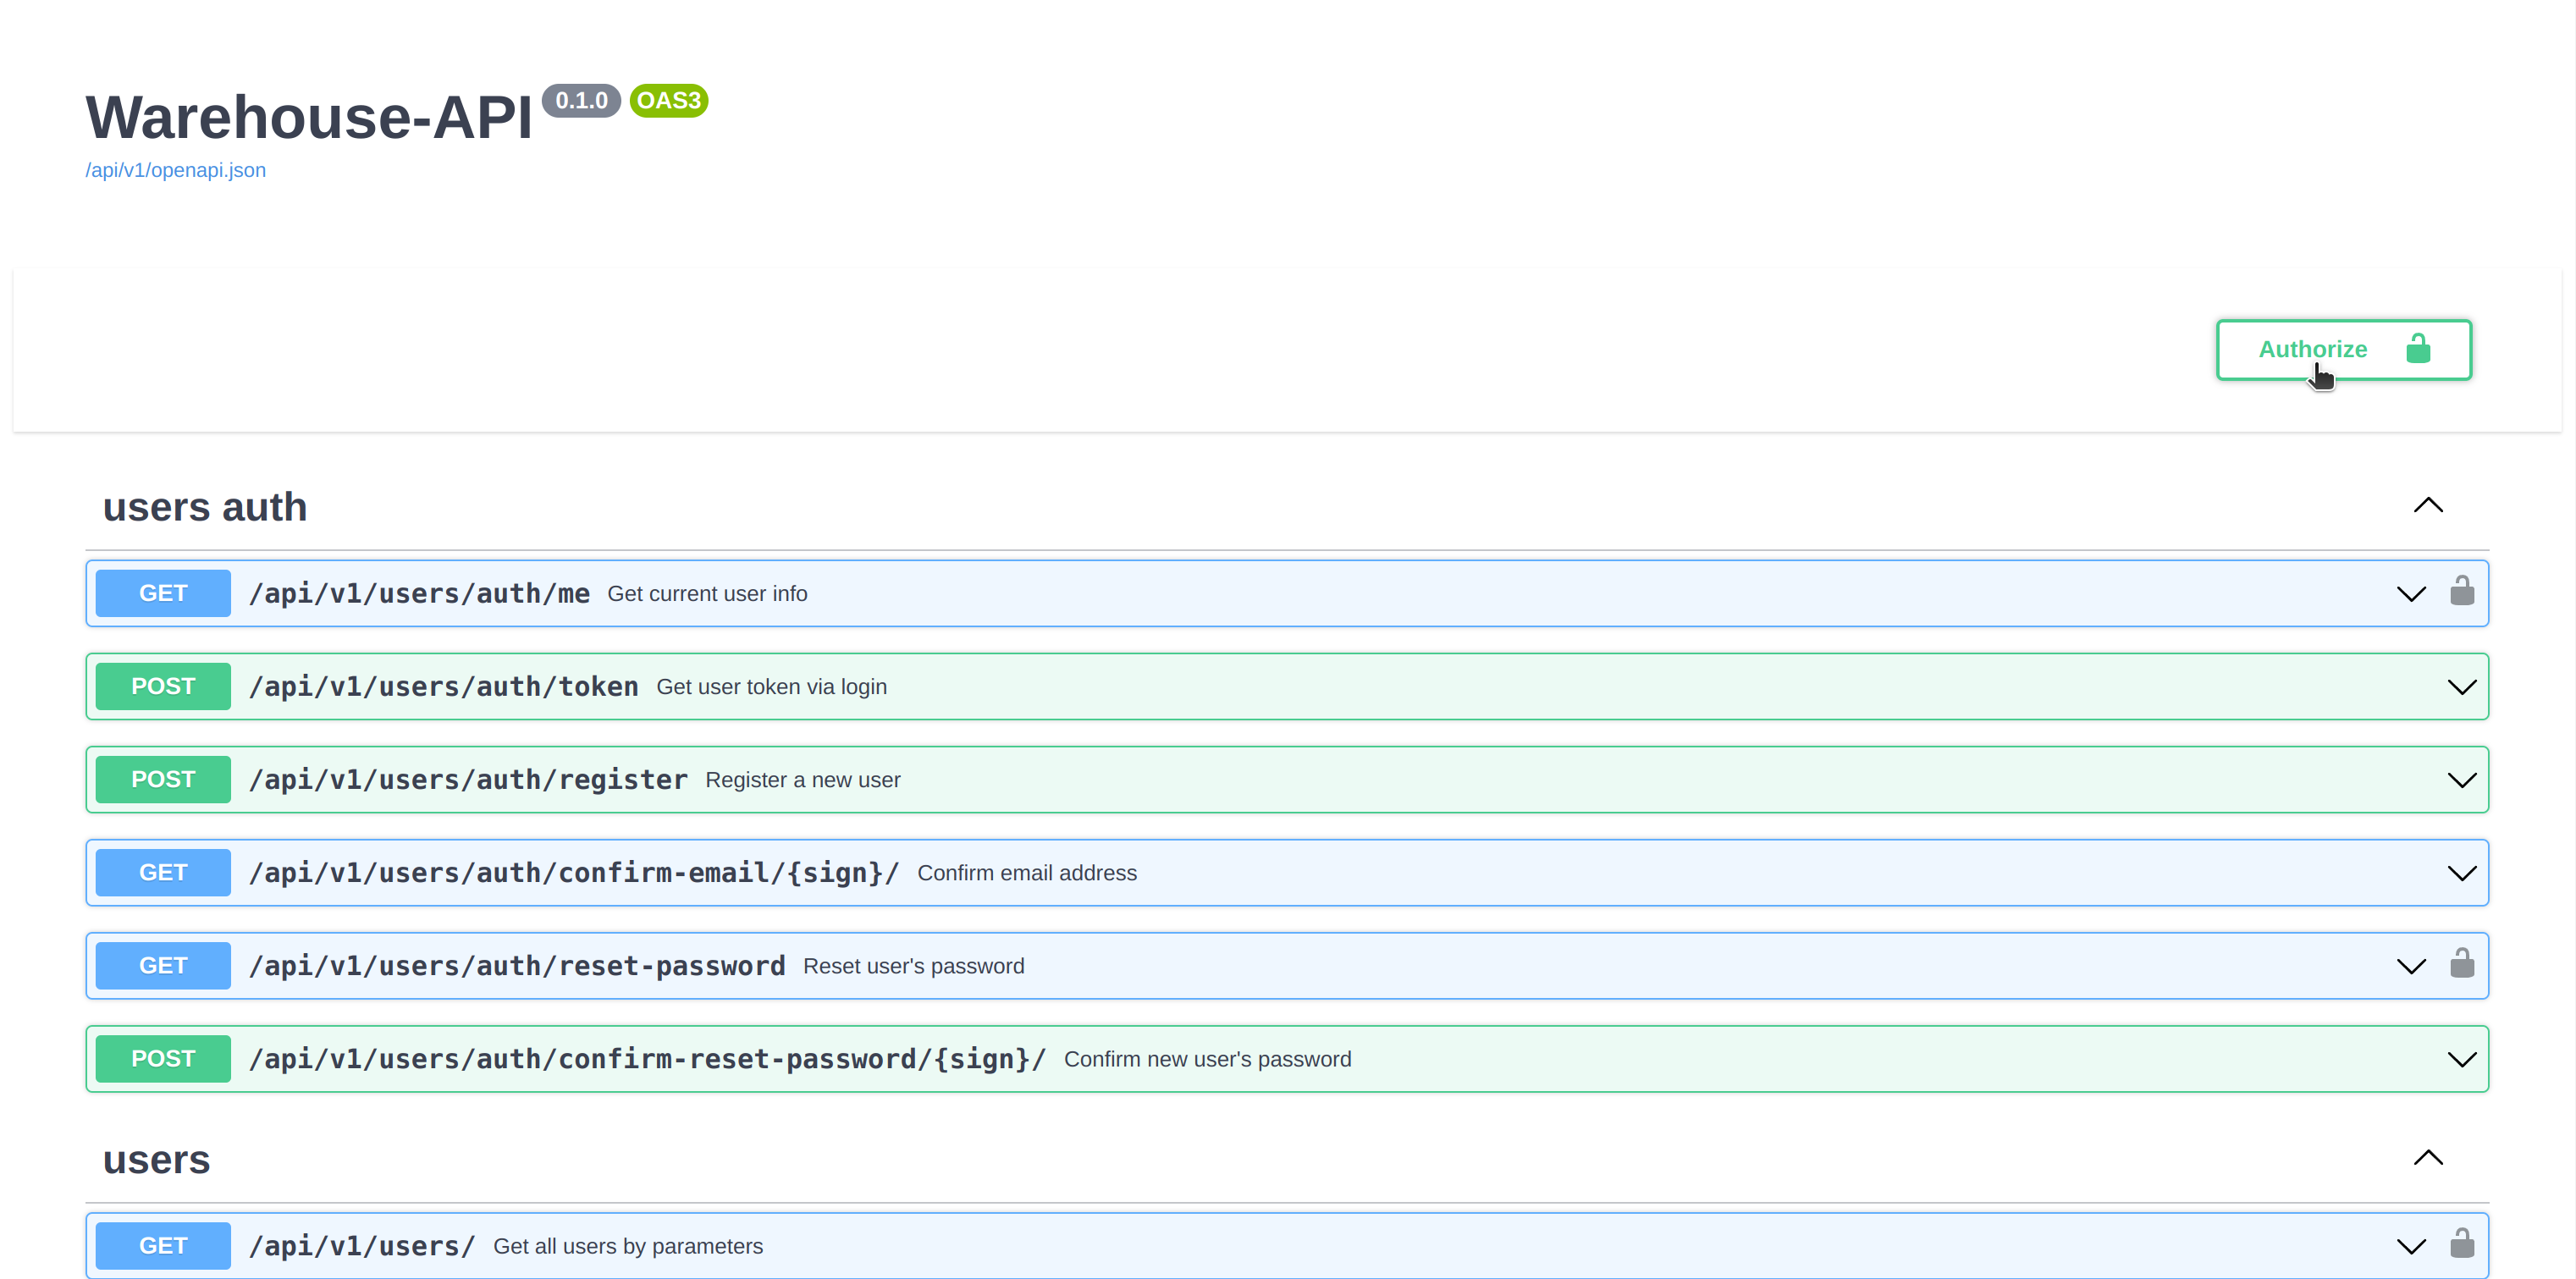 Warehouse-API 0.1.0 OAS3
/api/v1/openapi.json
Authorize
users auth
GET /api/v1/users/auth/me Get current user info
POST /api/v1/users/auth/token Get user token via login
POST /api/v1/users/auth/register Register a new user
GET /api/v1/users/auth/confirm-email/{sign}/ Confirm email address
GET /api/v1/users/auth/reset-password Reset user's password
POST /api/v1/users/auth/confirm-reset-password/{sign}/ Confirm new user's password
users
GET /api/v1/users/ Get all users by parameters